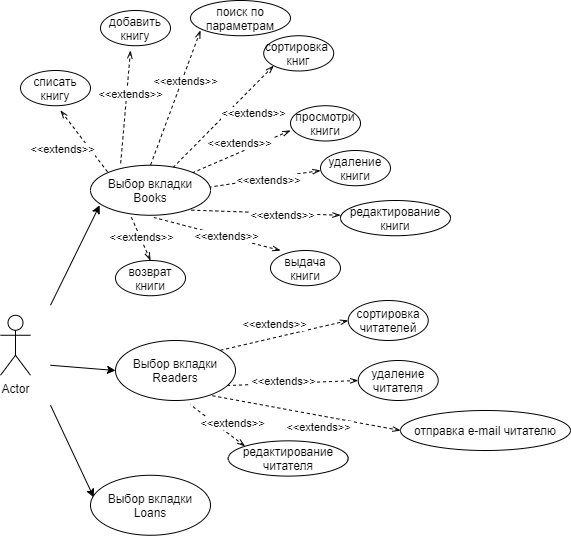 добавить
книгу
поиск по
параметрам
сортировка
книг
списать
книгу
<<extends>>
<<extends>>
<<extends>>
<<extends>>
просмотри
книги
<<extends>>
<<extends>>
удаление
книги
<<extends>>
Выбор вкладки
Books
<<extends>>
редактирование
книги
<<extends>>
<<extends>>
выдача
книги
возврат
книги
сортировка
читателей
<<extends>>
Actor
Выбор вкладки
Readers
удаление
читателя
<<extends>>
<<extends>>
<<extends>>
отправка e-mail читателю
редактирование
читателя
Выбор вкладки
Loans